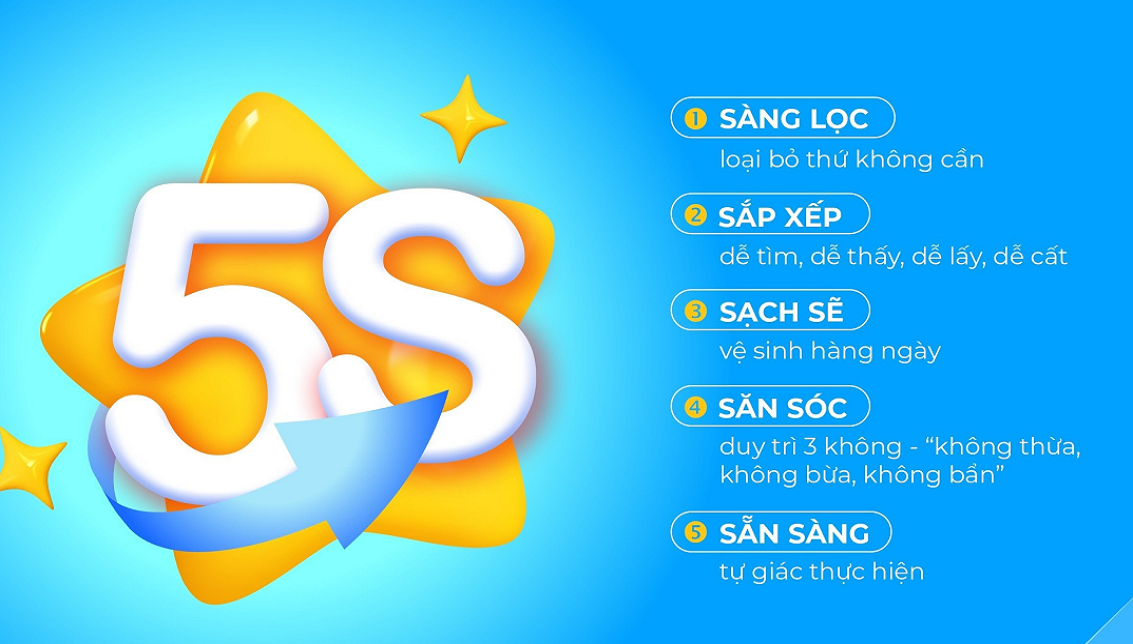 5S
1 SÀNG LỌC
loại bỏ thứ không cần
2 SẮP XẾP
dễ tìm, dễ thấy, dễ lấy, dễ cất
3 SẠCH SẼ
vệ sinh hàng ngày
4 SĂN SÓC
duy trì 3 không - “không thừa,
không bừa, không bẩn”
5 SẴN SÀNG
tự giác thực hiện